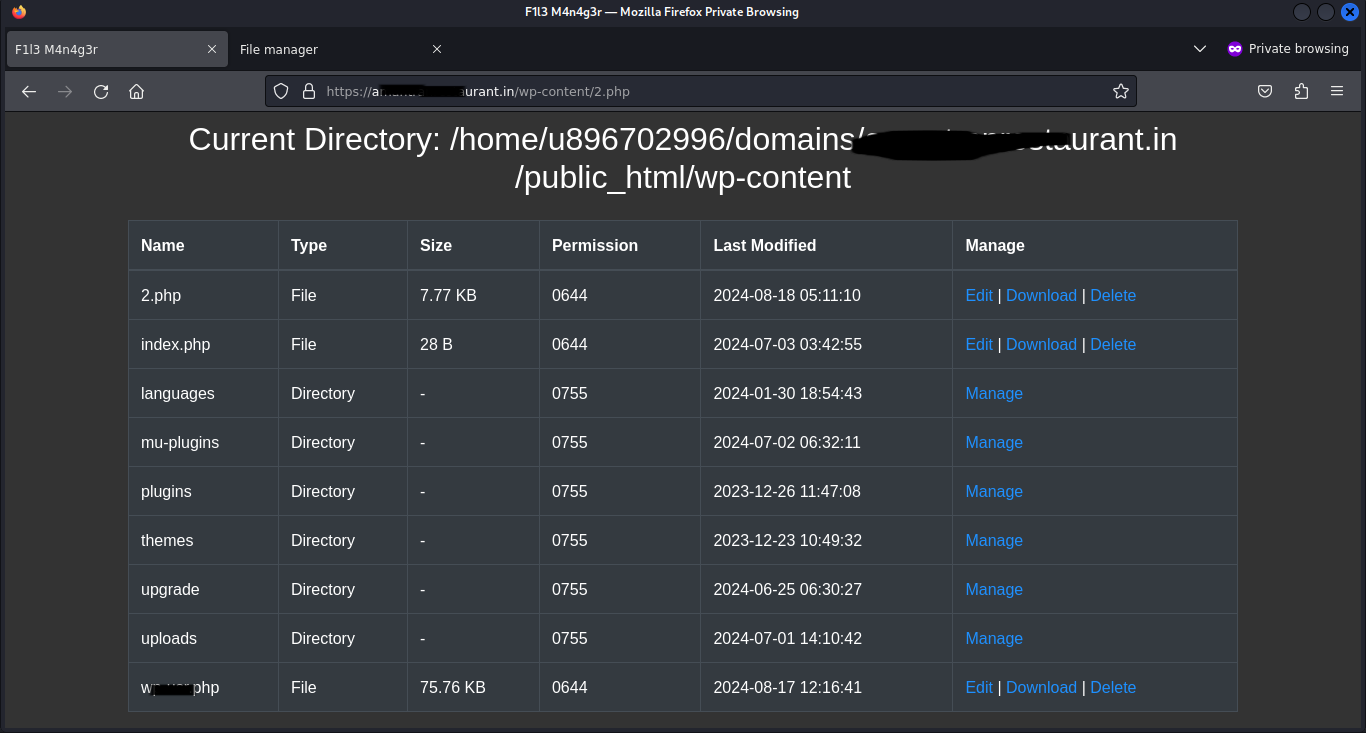 F1l3 M4n4g3r — Mozilla Firefox Private Browsing
F1l3 M4n4g3r File manager Private browsing
https://a urant.in/wp-content/2.php
Current Directory: /home/u896702996/domains/ urant.in
/public_html/wp-content
Name Type Size Permission Last Modified Manage
2.php File 7.77 KB 0644 2024-08-18 05:11:10 Edit | Download | Delete
index.php File 28 B 0644 2024-07-03 03:42:55 Edit | Download | Delete
languages Directory - 0755 2024-01-30 18:54:43 Manage
mu-plugins Directory - 0755 2024-07-02 06:32:11 Manage
plugins Directory - 0755 2023-12-26 11:47:08 Manage
themes Directory - 0755 2023-12-23 10:49:32 Manage
upgrade Directory - 0755 2024-06-25 06:30:27 Manage
uploads Directory - 0755 2024-07-01 14:10:42 Manage
w php File 75.76 KB 0644 2024-08-17 12:16:41 Edit | Download | Delete